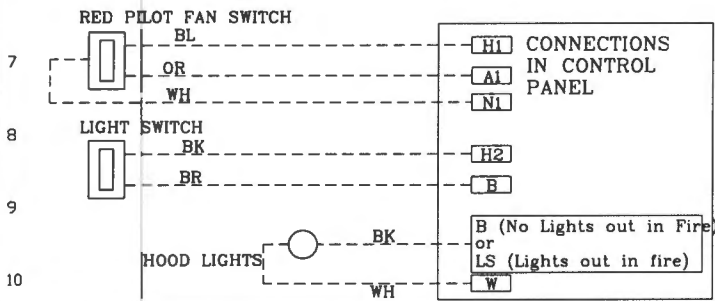 RED PILOT FAN SWITCH
BL
H1
CONNECTIONS
7
OR
A1
IN CONTROL
WH
N1
PANEL
8
LIGHT SWITCH
BK
H2
BR
B
9
B (No Lights out in Fire)
BK
or
HOOD LIGHTS
LS (Lights out in fire)
10
WH
W